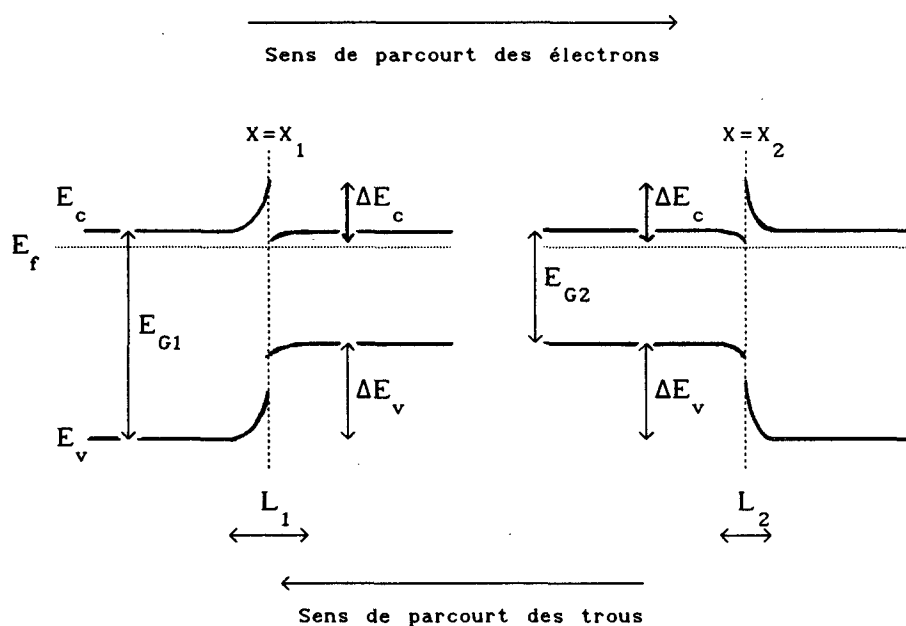 Sens de parcourt des électrons
X=X1
X=X2
Ec
ΔEc
ΔEc
Ef
EG2
EG1
ΔEv
ΔEv
Ev
L1
L2
Sens de parcourt des trous